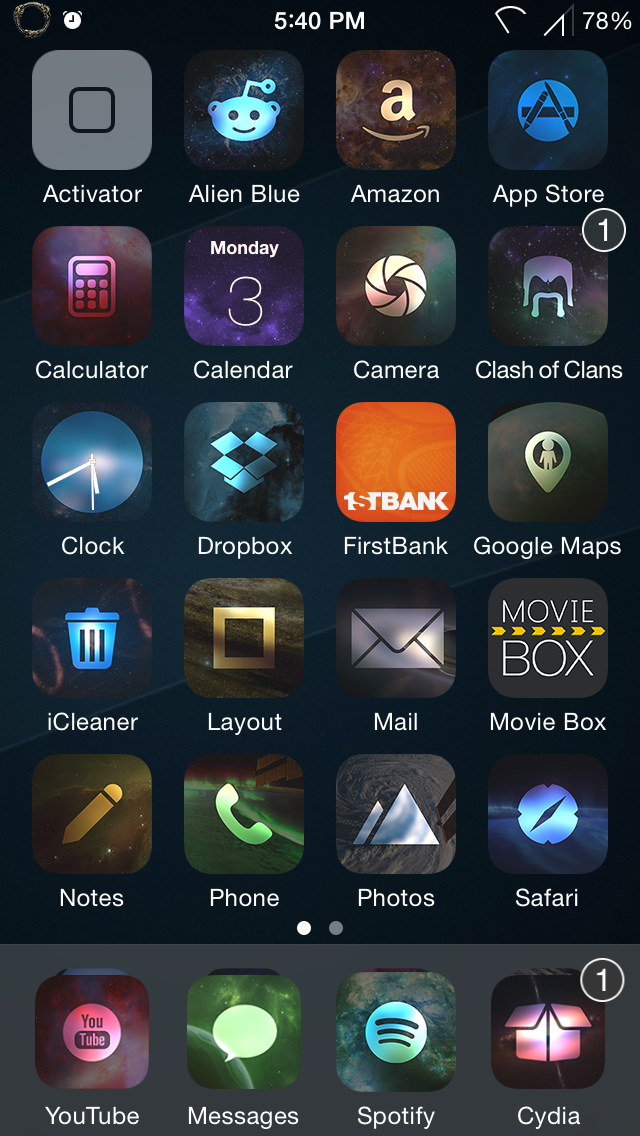 5:40 PM 78%
Activator Alien Blue Amazon App Store
Monday 1
3
Calculator Calendar Camera Clash of Clans
1STBANK
Clock Dropbox FirstBank Google Maps
MOVIE
BOX
iCleaner Layout Mail Movie Box
Notes Phone Photos Safari
1
You
Tube
YouTube Messages Spotify Cydia